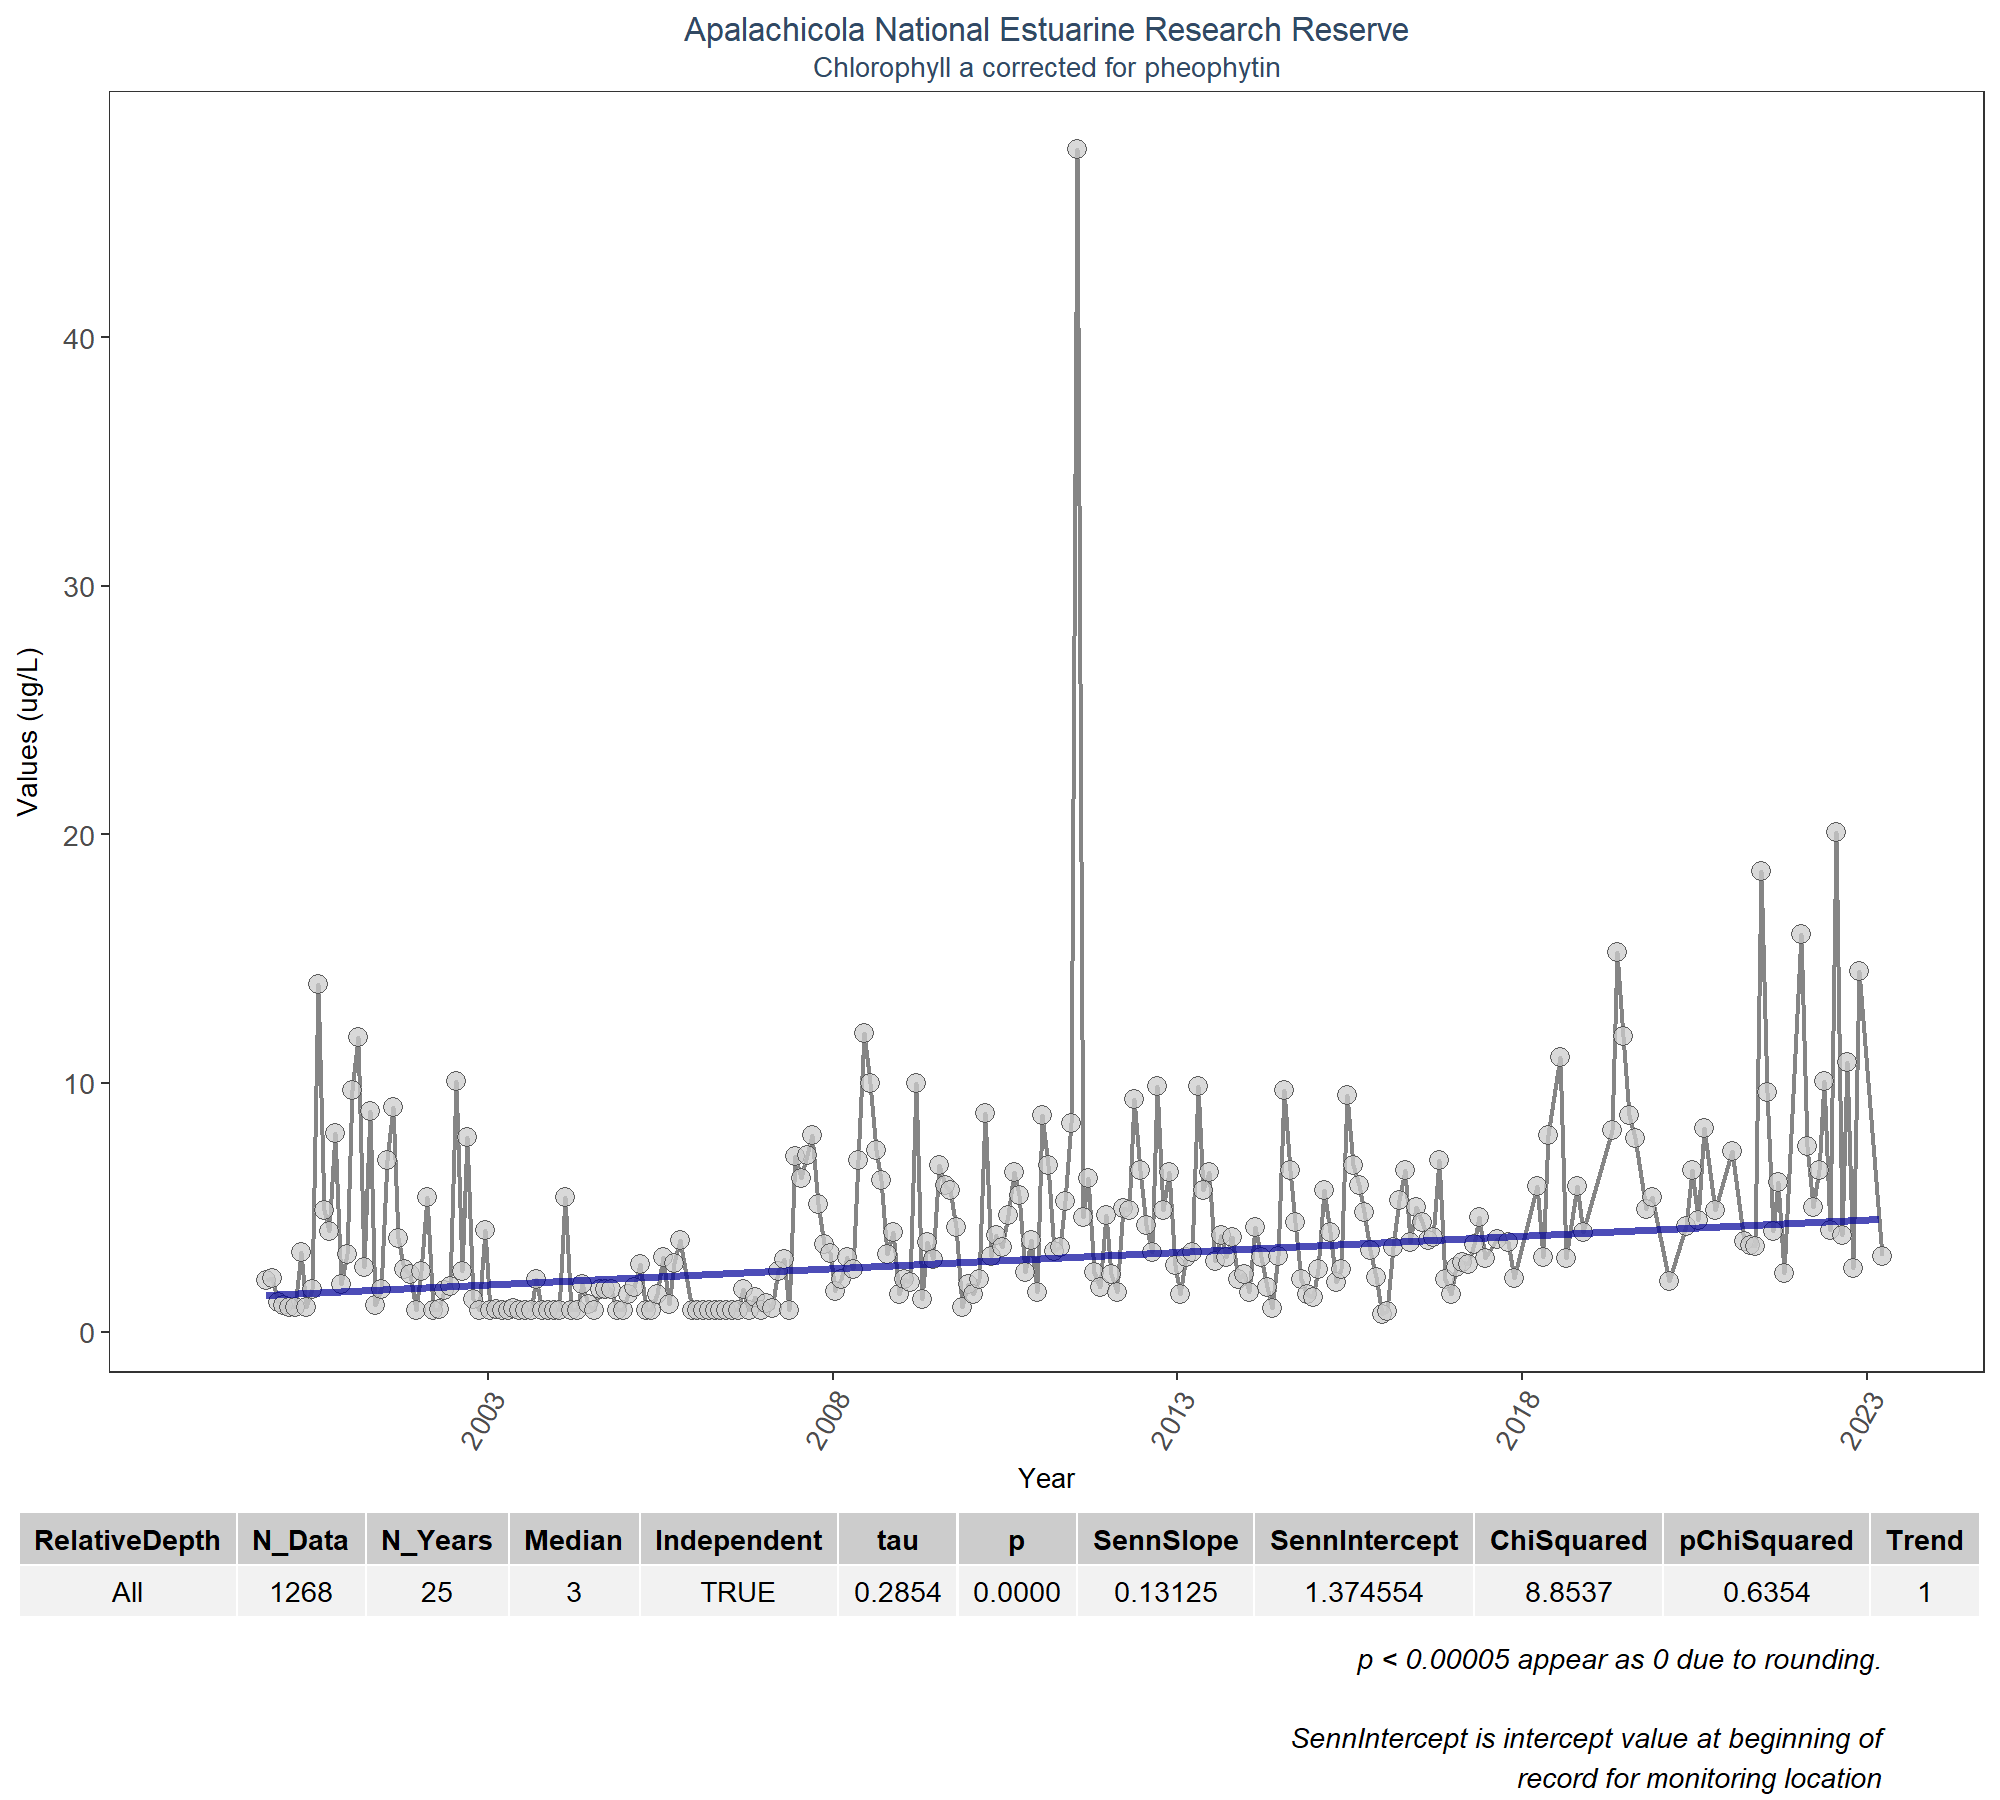 Apalachicola National Estuarine Research Reserve
Chlorophyll a corrected for pheophytin
Values (ug/L)
40
30
20
10
0
2003 2008 2013 2018 2023
Year
RelativeDepth N_Data N_Years Median Independent tau p SennSlope SennIntercept ChiSquared pChiSquared Trend
All 1268 25 3 TRUE 0.2854 0.0000 0.13125 1.374554 8.8537 0.6354 1
p < 0.00005 appear as 0 due to rounding.
SennIntercept is intercept value at beginning of
record for monitoring location